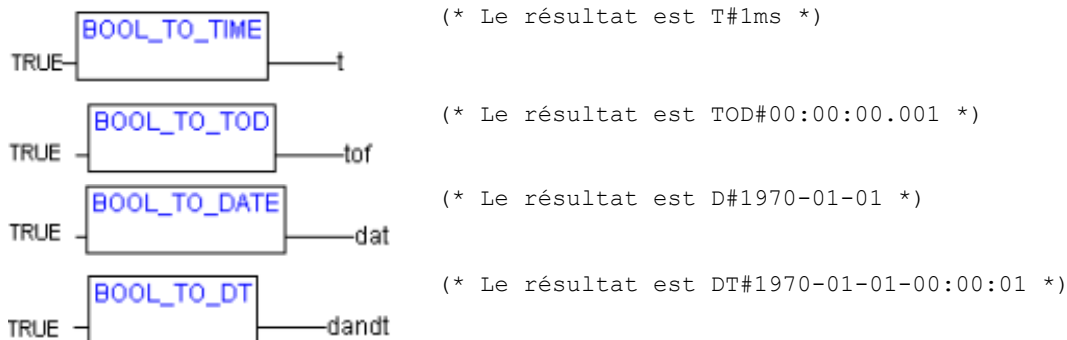 BOOL_TO_TIME (* Le résultat est T#1ms *)
TRUE t
BOOL_TO_TOD (* Le résultat est TOD#00:00:00.001 *)
TRUE tof
BOOL_TO_DATE (* Le résultat est D#1970-01-01 *)
TRUE dat
BOOL_TO_DT (* Le résultat est DT#1970-01-01-00:00:01 *)
TRUE dandt